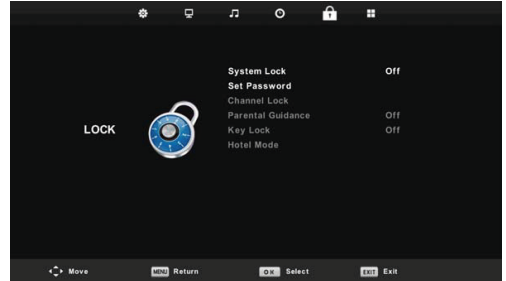 System Lock Off
Set Password
Channel Lock
Parental Guidance Off
Key Lock Off
Hotel Mode
LOCK
Move MENU Return OK Select EXIT Exit